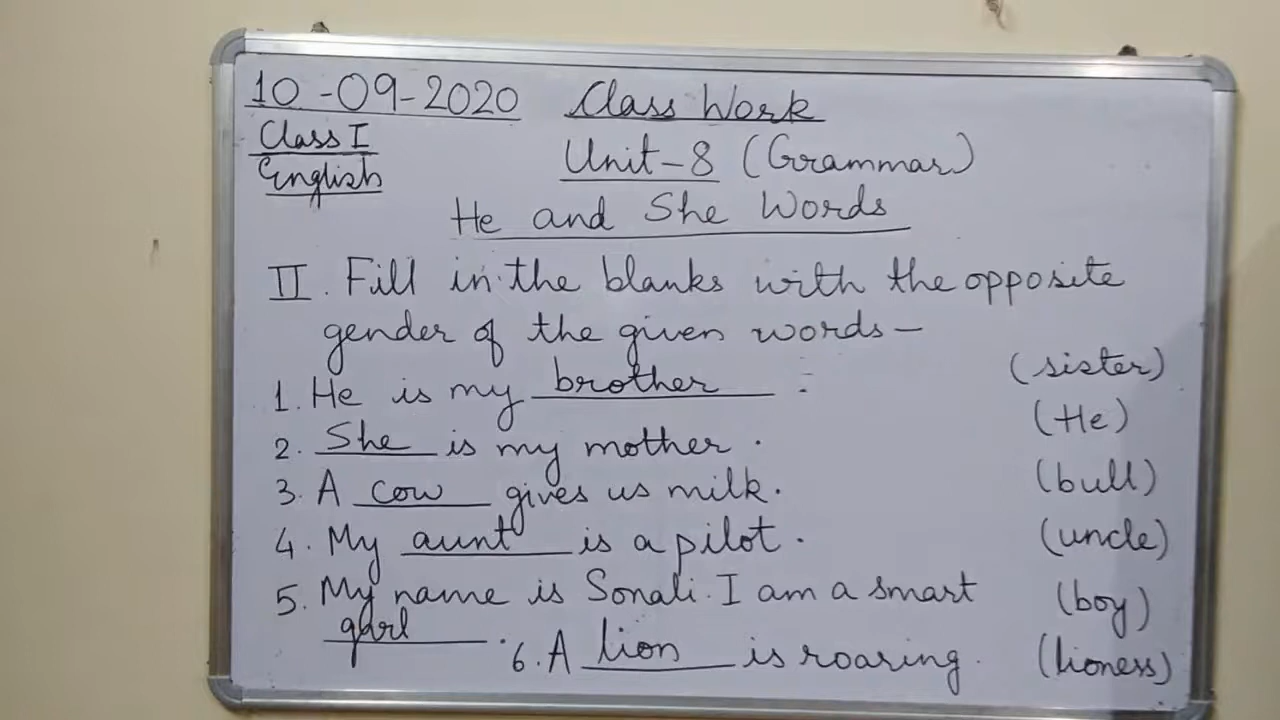 10-09-2020 Class Work
Class I
Unit-8 (Grammar)
English
He and She Words
II. Fill in the blanks with the opposite
gender of the given words-
1. He is my brother. (sister)
2. She is my mother. (He)
3. A cow gives us milk. (bull)
4. My aunt is a pilot. (uncle)
5. My name is Sonali. I am a smart (boy)
girl.
6. A lion is roaring. (lioness)